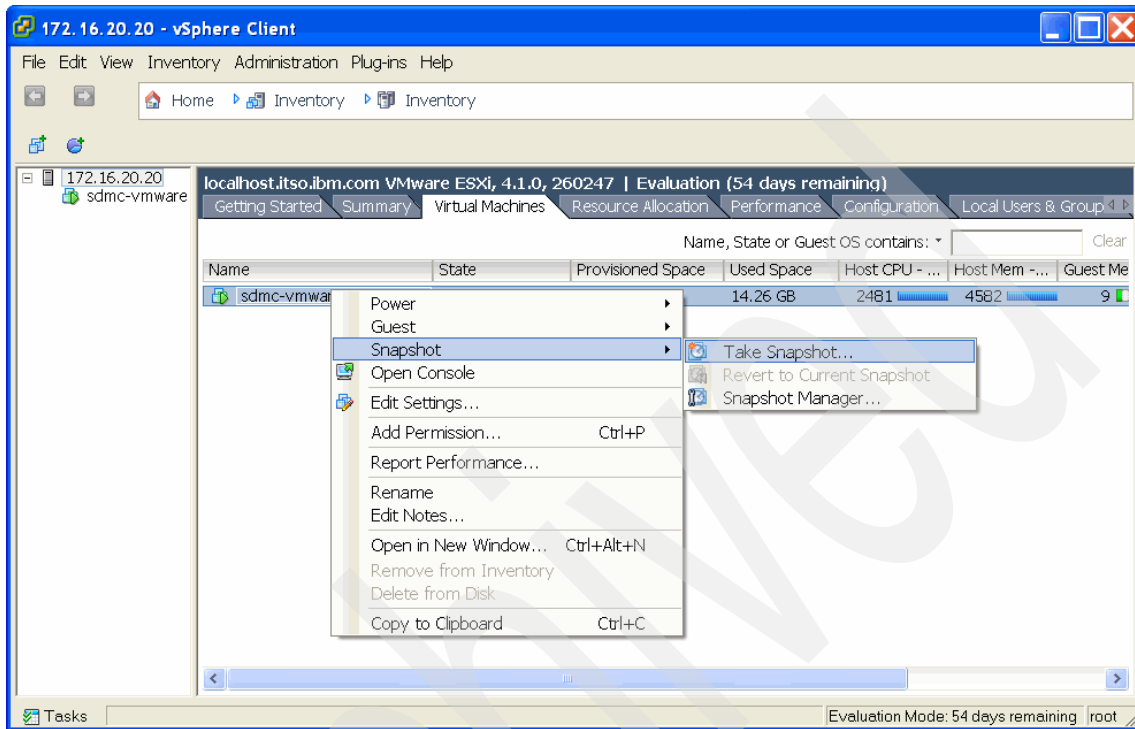 172.16.20.20 - vSphere Client
File Edit View Inventory Administration Plug-ins Help
Home Inventory Inventory
172.16.20.20
sdmc-vmware
localhost.itso.ibm.com VMware ESXi, 4.1.0, 260247 | Evaluation (54 days remaining)
Getting Started Summary Virtual Machines Resource Allocation Performance Configuration Local Users & Group
Name, State or Guest OS contains: Clear
Name State Provisioned Space Used Space Host CPU - ... Host Mem -... Guest Me
sdmc-vmwar 14.26 GB 2481 4582 9
Power
Guest
Snapshot
Open Console
Edit Settings...
Add Permission... Ctrl+P
Report Performance...
Rename
Edit Notes...
Open in New Window... Ctrl+Alt+N
Remove from Inventory
Delete from Disk
Copy to Clipboard Ctrl+C
Take Snapshot...
Revert to Current Snapshot
Snapshot Manager...
Tasks
Evaluation Mode: 54 days remaining root